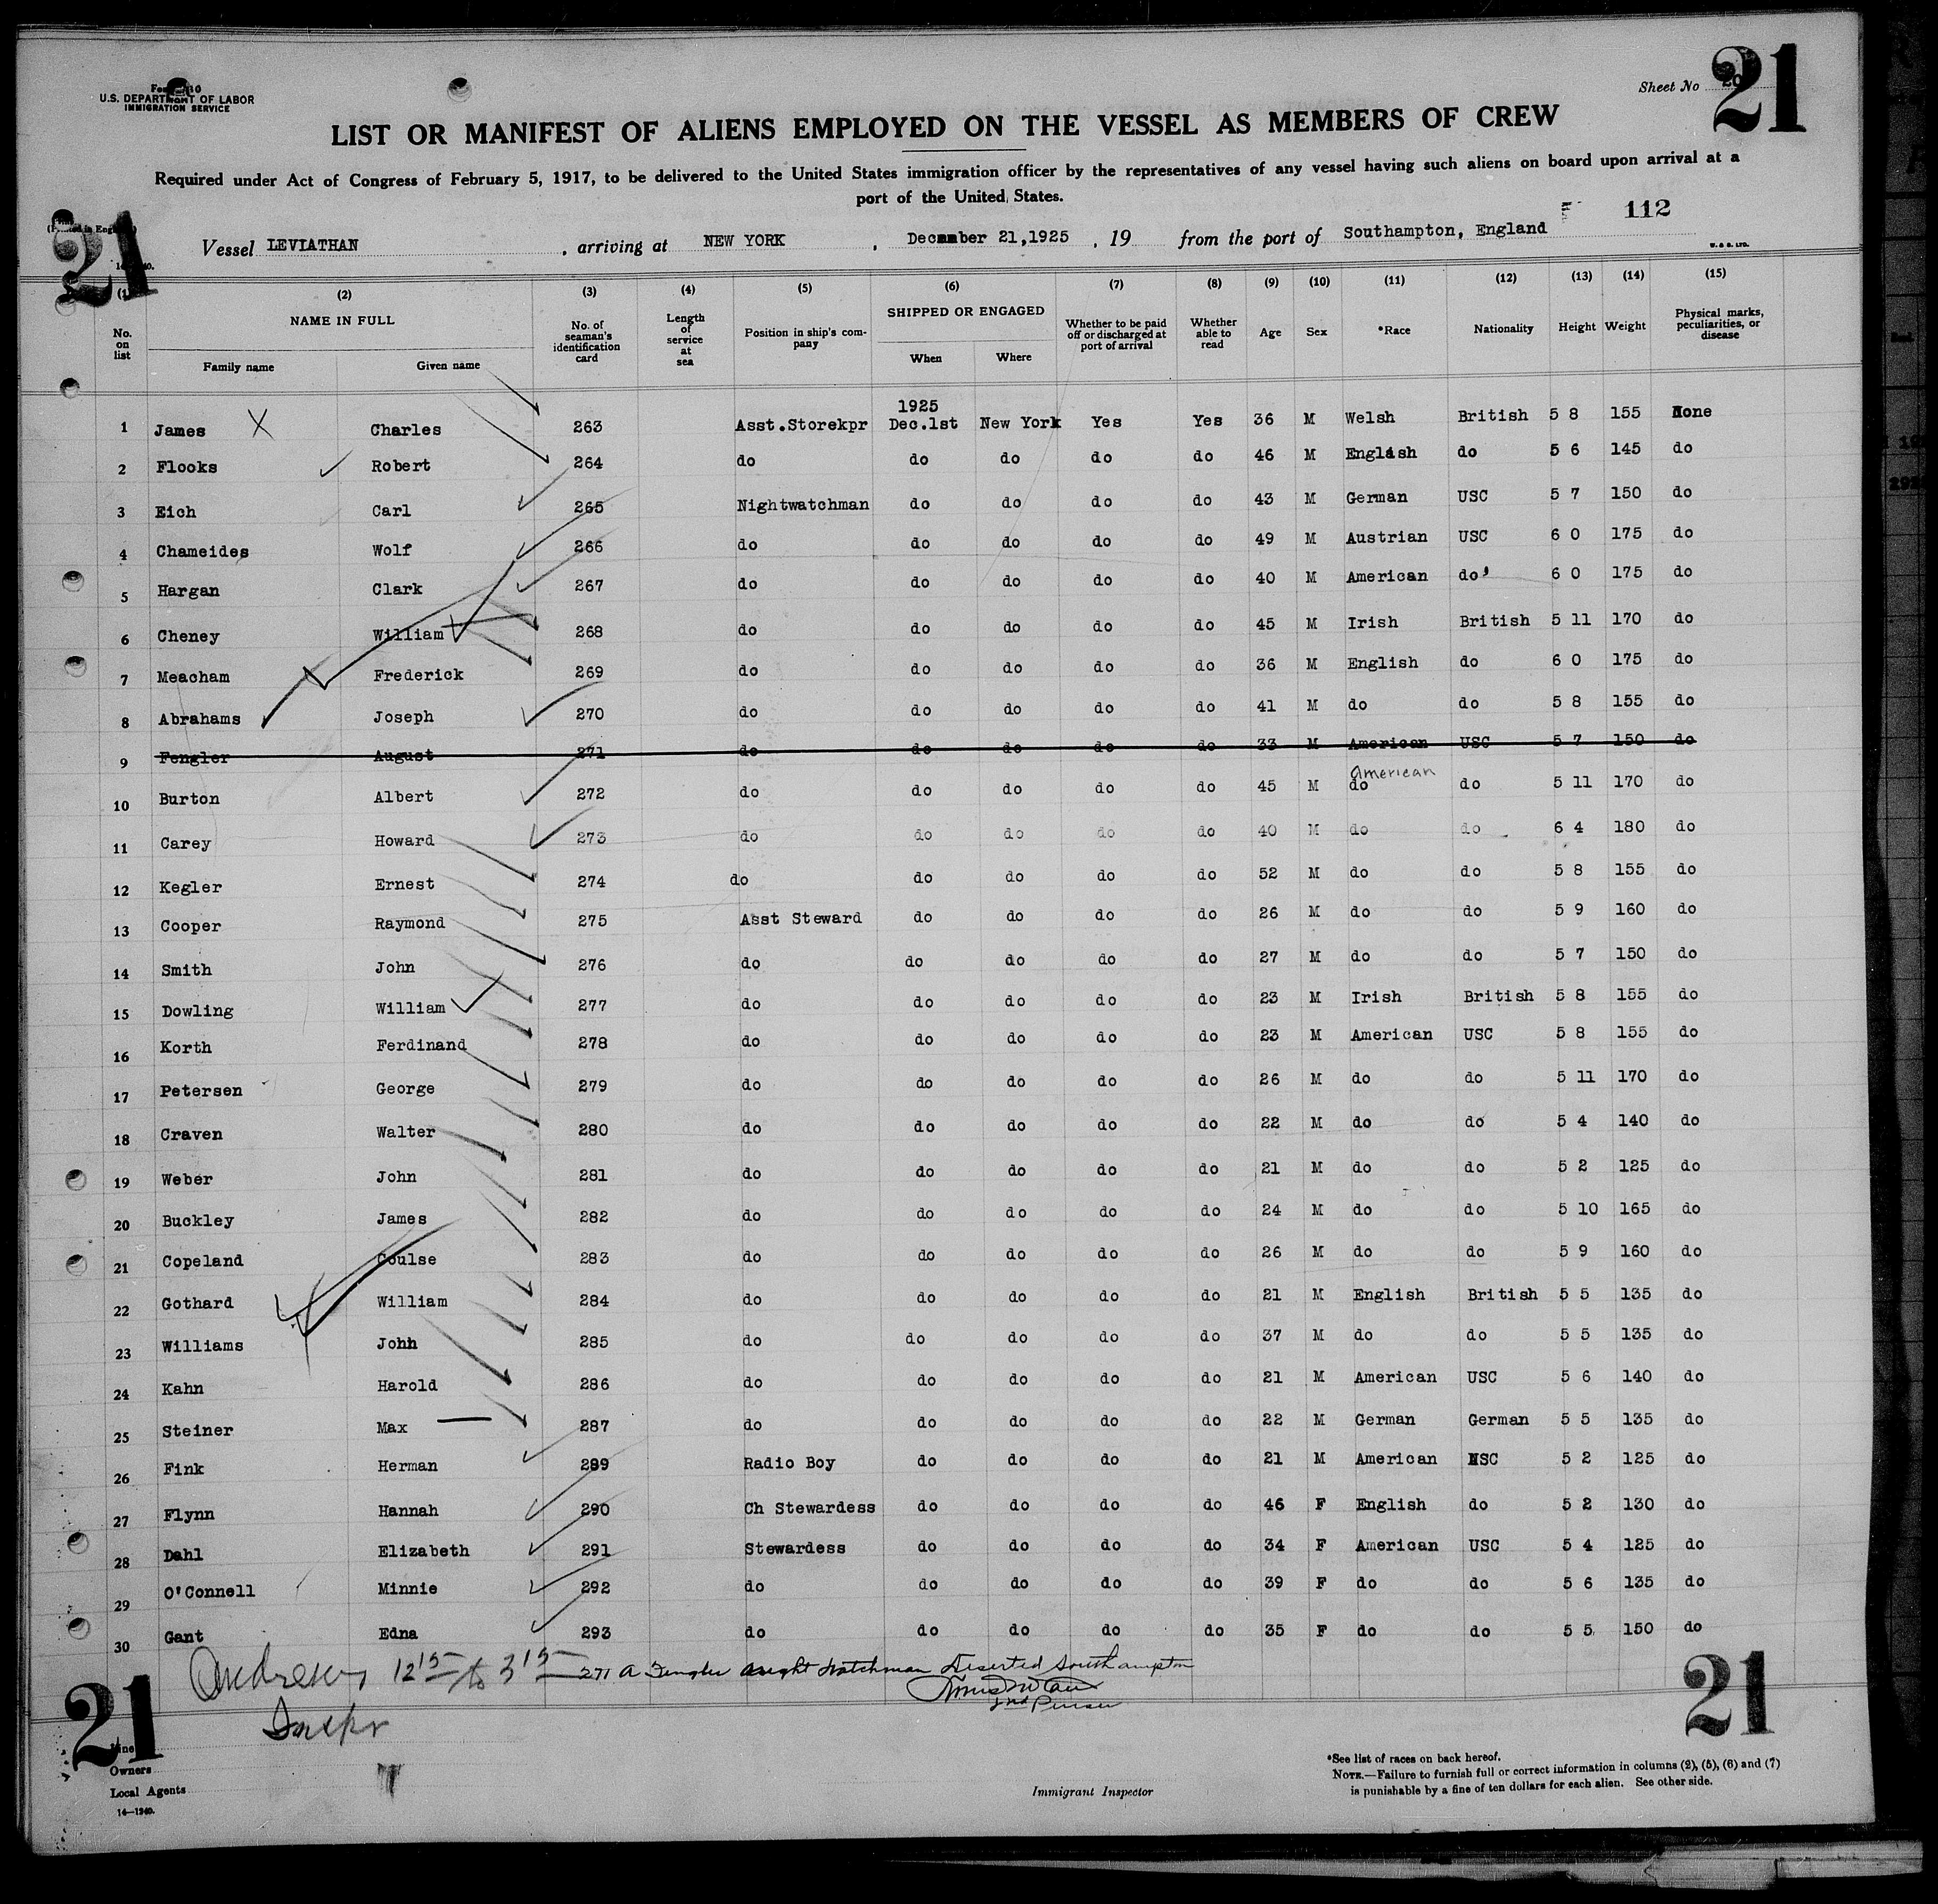 Sheet No 20
21
U.S. DEPARTMENT OF LABOR
IMMIGRATION SERVICE
LIST OR MANIFEST OF ALIENS EMPLOYED ON THE VESSEL AS MEMBERS OF CREW
Required under Act of Congress of February 5, 1917, to be delivered to the United States immigration officer by the representatives of any vessel having such aliens on board upon arrival at a
port of the United States.
112
21
Vessel LEVIATHAN , arriving at NEW YORK , December 21,1925 , 19 from the port of Southampton, England
W. & S. LTD.
(2) (3) (4) (5) (6) (7) (8) (9) (10) (11) (12) (13) (14) (15)
No. on list NAME IN FULL Family name Given name No. of seaman's identification card Length of service at sea Position in ship's company SHIPPED OR ENGAGED When Where Whether to be paid off or discharged at port of arrival Whether able to read Age Sex *Race Nationality Height Weight Physical marks, peculiarities, or disease
1925
1 James X Charles 263 Asst.Storekpr Dec.1st New York Yes Yes 36 M Welsh British 5 8 155 None
2 Flooks Robert 264 do do do do do 46 M English do 5 6 145 do
3 Eich Carl 265 Nightwatchman do do do do 43 M German USC 5 7 150 do
4 Chameides Wolf 266 do do do do do 49 M Austrian USC 6 0 175 do
5 Hargan Clark 267 do do do do do 40 M American do 6 0 175 do
6 Cheney William 268 do do do do do 45 M Irish British 5 11 170 do
7 Meacham Frederick 269 do do do do do 36 M English do 6 0 175 do
8 Abrahams Joseph 270 do do do do do 41 M do do 5 8 155 do
9 Fengler August 271 do do do do do 33 M American USC 5 7 150 do
American
10 Burton Albert 272 do do do do do 45 M do do 5 11 170 do
11 Carey Howard 273 do do do do do 40 M do do 6 4 180 do
12 Kegler Ernest 274 do do do do do 52 M do do 5 8 155 do
13 Cooper Raymond 275 Asst Steward do do do do 26 M do do 5 9 160 do
14 Smith John 276 do do do do do 27 M do do 5 7 150 do
15 Dowling William 277 do do do do do 23 M Irish British 5 8 155 do
16 Korth Ferdinand 278 do do do do do 23 M American USC 5 8 155 do
17 Petersen George 279 do do do do do 26 M do do 5 11 170 do
18 Craven Walter 280 do do do do do 22 M do do 5 4 140 do
19 Weber John 281 do do do do do 21 M do do 5 2 125 do
20 Buckley James 282 do do do do do 24 M do do 5 10 165 do
21 Copeland Coulse 283 do do do do do 26 M do do 5 9 160 do
22 Gothard William 284 do do do do do 21 M English British 5 5 135 do
23 Williams John 285 do do do do do 37 M do do 5 5 135 do
24 Kahn Harold 286 do do do do do 21 M American USC 5 6 140 do
25 Steiner Max 287 do do do do do 22 M German German 5 5 135 do
26 Fink Herman 289 Radio Boy do do do do 21 M American USC 5 2 125 do
27 Flynn Hannah 290 Ch Stewardess do do do do 46 F English do 5 2 130 do
28 Dahl Elizabeth 291 Stewardess do do do do 34 F American USC 5 4 125 do
29 O'Connell Minnie 292 do do do do do 39 F do do 5 6 135 do
30 Gant Edna 293 do do do do do 35 F do do 5 5 150 do
Andrews 12 15 to 3 15 271 A Fengler Night Watchman Deserted Southampton
2nd Purser
Inspr
21
21
Owners
Local Agents
14—1240.
Immigrant Inspector
*See list of races on back hereof.
NOTE.—Failure to furnish full or correct information in columns (2), (5), (6) and (7)
is punishable by a fine of ten dollars for each alien. See other side.